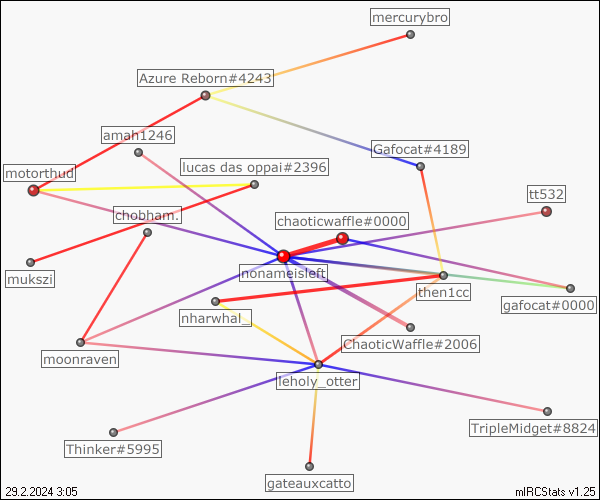 mercurybro
Azure Reborn#4243
amah1246
Gafocat#4189
lucas das oppai#2396
motorthud
tt532
chobham.
chaoticwaffle#0000
nonameisleft
mukszi
then1cc
gafocat#0000
nharwhal_
ChaoticWaffle#2006
moonraven
leholy_otter
TripleMidget#8824
Thinker#5995
gateauxcatto
29.2.2024 3:05
mIRCStats v1.25